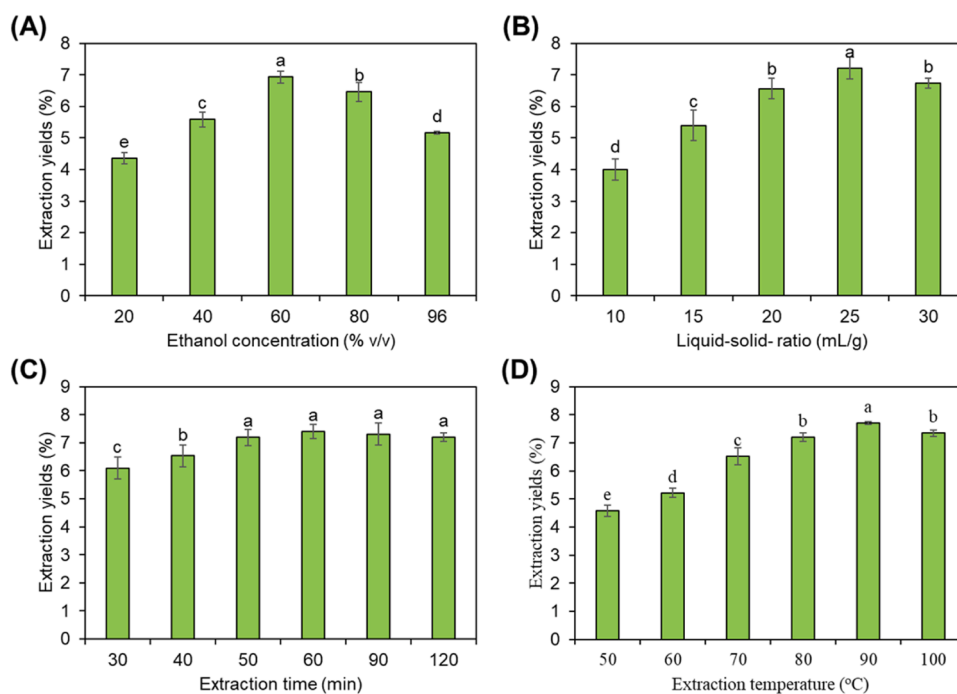 (A)
8
7
6
5
4
3
2
1
0
Extraction yields (%)
e
c
a
b
d
20 40 60 80 96
Ethanol concentration (% v/v)
(B)
8
7
6
5
4
3
2
1
0
Extraction yields (%)
d
c
b
a
b
10 15 20 25 30
Liquid-solid- ratio (mL/g)
(C)
9
8
7
6
5
4
3
2
1
0
Extraction yields (%)
c
b
a
a
a
a
30 40 50 60 90 120
Extraction time (min)
(D)
9
8
7
6
5
4
3
2
1
0
Extraction yields (%)
e
d
c
b
a
b
50 60 70 80 90 100
Extraction temperature (°C)